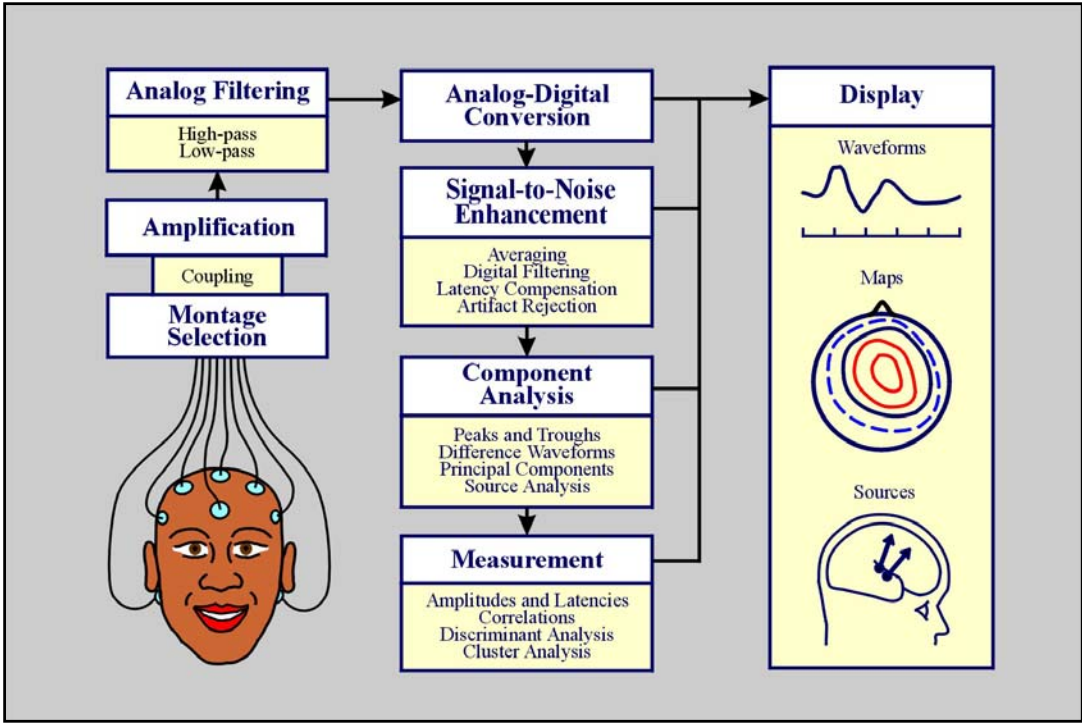 Analog Filtering
High-pass
Low-pass
Amplification
Coupling
Montage
Selection
Analog-Digital
Conversion
Signal-to-Noise
Enhancement
Averaging
Digital Filtering
Latency Compensation
Artifact Rejection
Component
Analysis
Peaks and Troughs
Difference Waveforms
Principal Components
Source Analysis
Measurement
Amplitudes and Latencies
Correlations
Discriminant Analysis
Cluster Analysis
Display
Waveforms
Maps
Sources